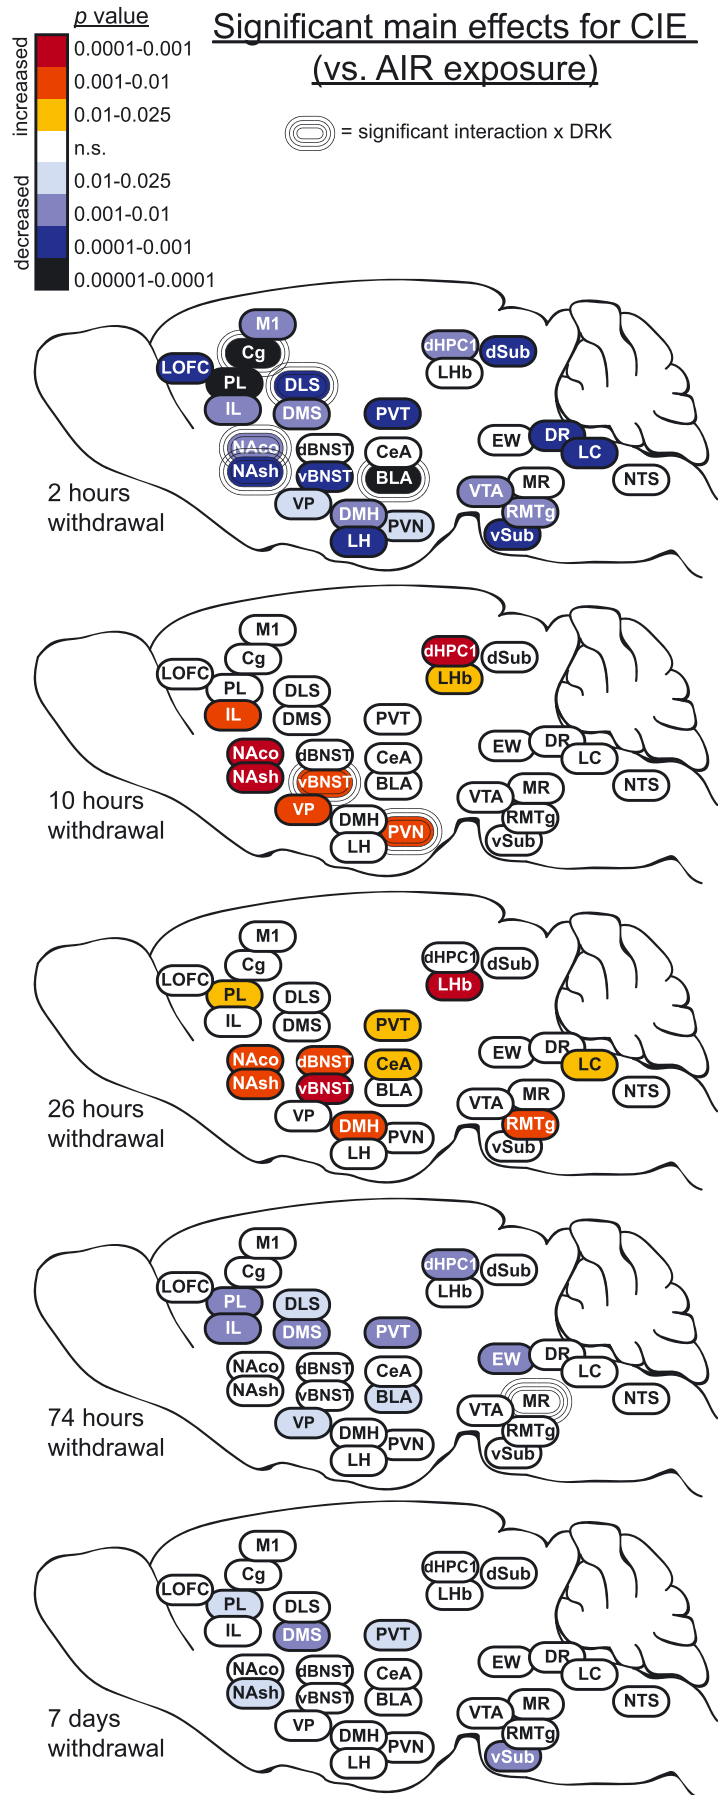 p value
Significant main effects for CIE
(vs. AIR exposure)
increaased
0.0001-0.001
0.001-0.01
0.01-0.025
n.s.
decreased
0.01-0.025
0.001-0.01
0.0001-0.001
0.00001-0.0001
= significant interaction x DRK
M1
Cg
LOFC
PL
IL
DLS
DMS
PVT
dHPC1
LHb
dSub
NAco
NAsh
dBNST
vBNST
VP
CeA
BLA
DMH
LH
PVN
EW
DR
LC
VTA
MR
RMTg
vSub
NTS
2 hours
withdrawal
M1
Cg
LOFC
PL
IL
DLS
DMS
PVT
dHPC1
LHb
dSub
NAco
NAsh
dBNST
vBNST
VP
CeA
BLA
DMH
LH
PVN
EW
DR
LC
VTA
MR
RMTg
vSub
NTS
10 hours
withdrawal
M1
Cg
LOFC
PL
IL
DLS
DMS
PVT
dHPC1
LHb
dSub
NAco
NAsh
dBNST
vBNST
VP
CeA
BLA
DMH
LH
PVN
EW
DR
LC
VTA
MR
RMTg
vSub
NTS
26 hours
withdrawal
M1
Cg
LOFC
PL
IL
DLS
DMS
PVT
dHPC1
LHb
dSub
NAco
NAsh
dBNST
vBNST
VP
CeA
BLA
DMH
LH
PVN
EW
DR
LC
VTA
MR
RMTg
vSub
NTS
74 hours
withdrawal
M1
Cg
LOFC
PL
IL
DLS
DMS
PVT
dHPC1
LHb
dSub
NAco
NAsh
dBNST
vBNST
VP
CeA
BLA
DMH
LH
PVN
EW
DR
LC
VTA
MR
RMTg
vSub
NTS
7 days
withdrawal